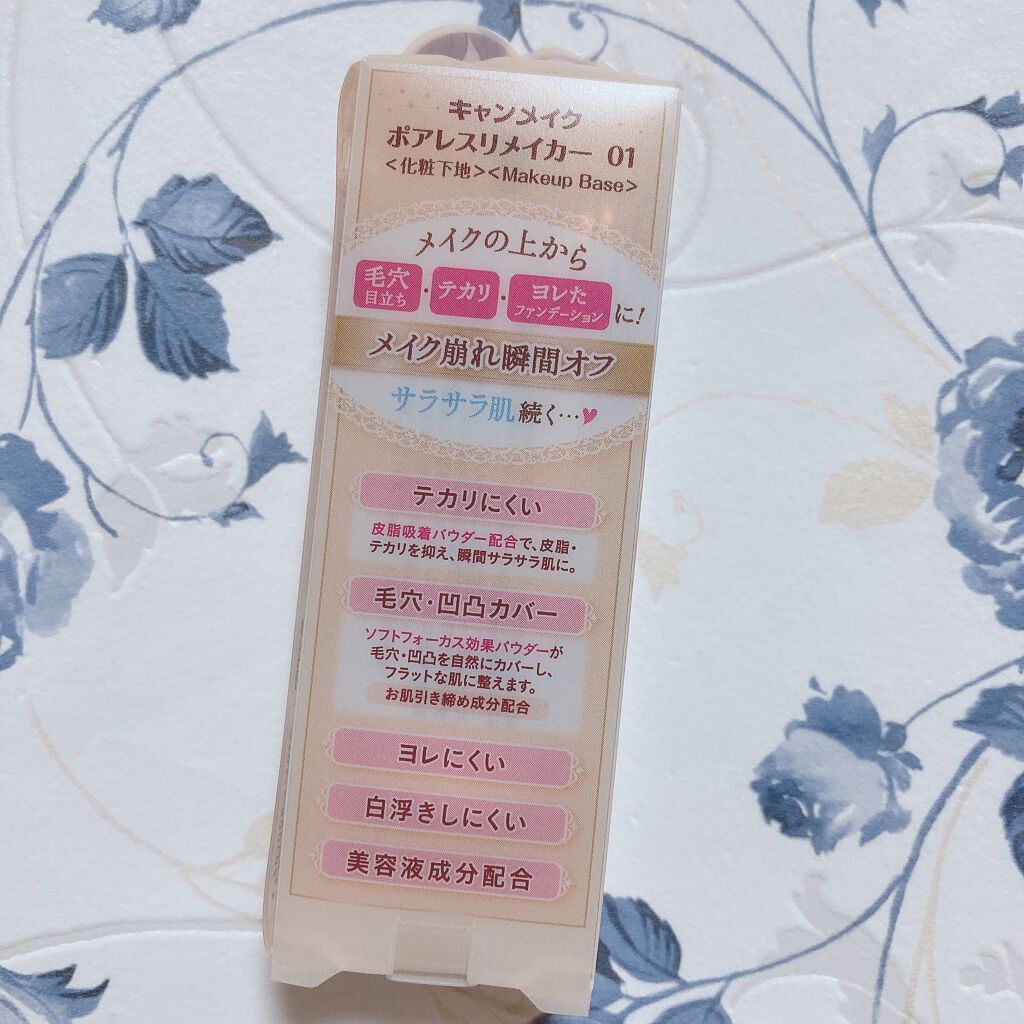 キャンメイク
ポアレスリメイカー 01
<化粧下地><Makeup Base>
メイクの上から
毛穴目立ち・テカリ・ヨレたファンデーションに!
メイク崩れ瞬間オフ
サラサラ肌続く…♥
テカリにくい
皮脂吸着パウダー配合で、皮脂・
テカリを抑え、瞬間サラサラ肌に。
毛穴・凹凸カバー
ソフトフォーカス効果パウダーが
毛穴・凹凸を自然にカバーし、
フラットな肌に整えます。
お肌引き締め成分配合
ヨレにくい
白浮きしにくい
美容液成分配合